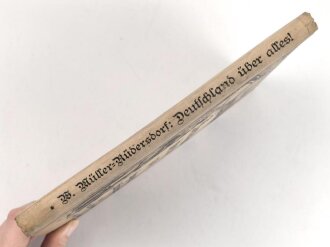 * W. Müller=Rüdersdorf: Deutschland über alles!